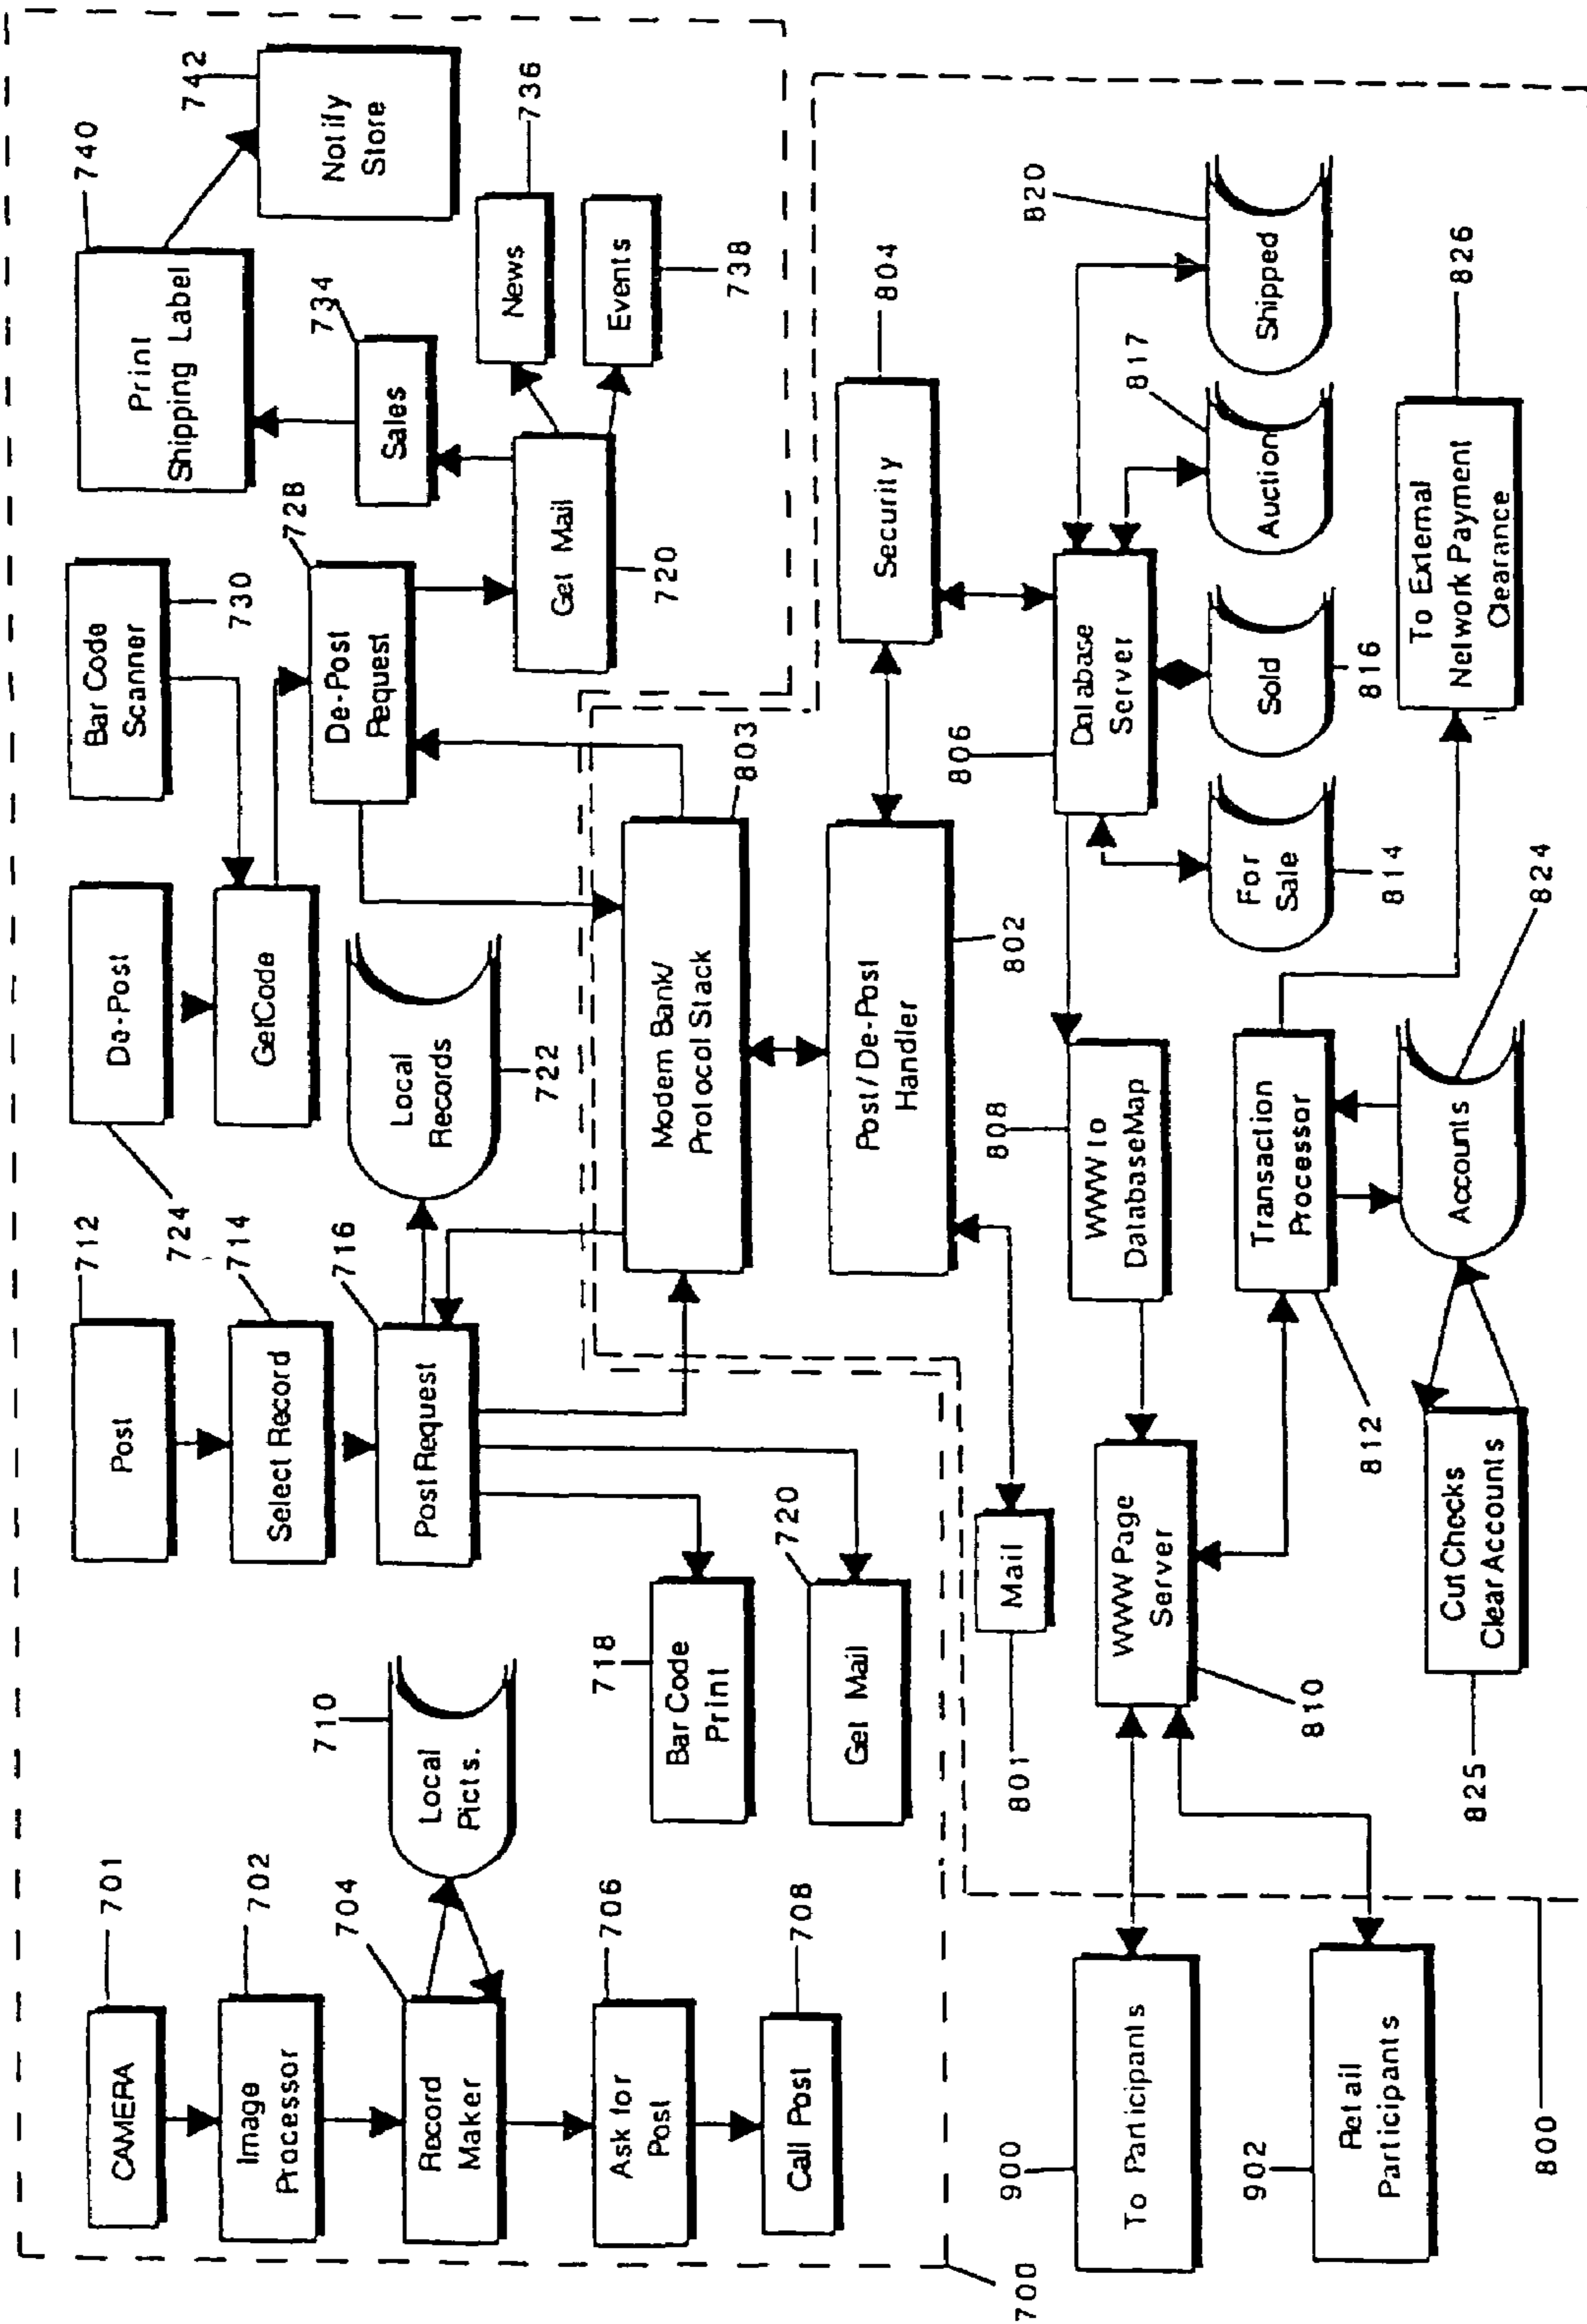 CAMERA
701
Image
Processor
702
Record
Maker
704
Local
Picts.
710
Ask for
Post
706
Call Post
708
Post
712
Select Record
714
Post Request
716
Bar Code
Print
718
Get Mail
720
Local
Records
722
De-Post
724
GetCode
Bar Code
Scanner
730
De-Post
Request
728
Get Mail
720
Sales
734
News
736
Events
738
Print
Shipping Label
740
Notify
Store
742
700
Modem Bank/
Protocol Stack
803
Post/De-Post
Handler
802
Security
804
Mail
801
Database
Server
806
WWW to
DatabaseMap
808
WWW Page
Server
810
For
Sale
814
Sold
816
Auction
817
Shipped
820
Transaction
Processor
812
Accounts
824
Cut Checks
Clear Accounts
825
To External
Network Payment
Clearance
826
To Participants
900
Retail
Participants
902
800